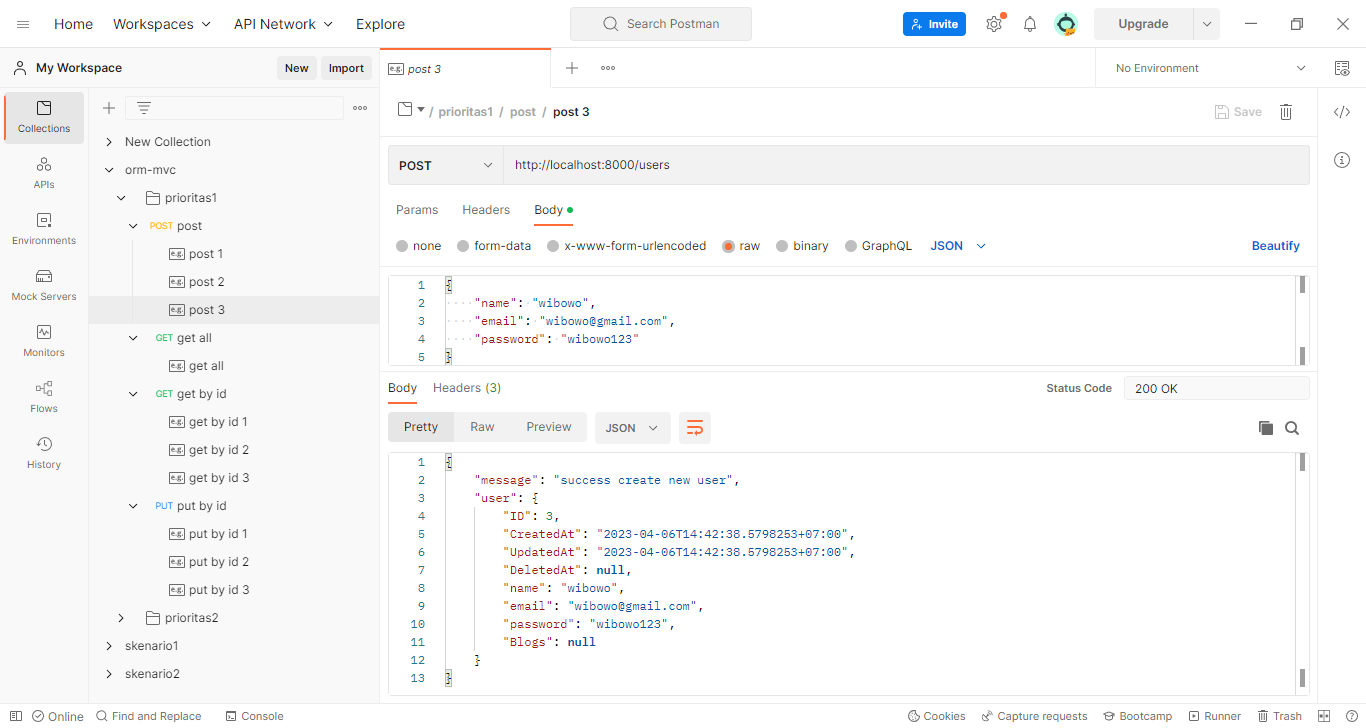 Home Workspaces API Network Explore Search Postman Invite Upgrade
My Workspace New Import e.g. post 3 No Environment
Collections
APIs
Environments
Mock Servers
Monitors
Flows
History
New Collection
orm-mvc
prioritas1
POST post
e.g. post 1
e.g. post 2
e.g. post 3
GET get all
e.g. get all
GET get by id
e.g. get by id 1
e.g. get by id 2
e.g. get by id 3
PUT put by id
e.g. put by id 1
e.g. put by id 2
e.g. put by id 3
prioritas2
skenario1
skenario2
/ prioritas1 / post / post 3 Save </>
POST http://localhost:8000/users
Params Headers Body
none form-data x-www-form-urlencoded raw binary GraphQL JSON Beautify
1 {
2 "name": "wibowo",
3 "email": "wibowo@gmail.com",
4 "password": "wibowo123"
5 }
Body Headers (3) Status Code 200 OK
Pretty Raw Preview JSON
1 {
2 "message": "success create new user",
3 "user": {
4 "ID": 3,
5 "CreatedAt": "2023-04-06T14:42:38.5798253+07:00",
6 "UpdatedAt": "2023-04-06T14:42:38.5798253+07:00",
7 "DeletedAt": null,
8 "name": "wibowo",
9 "email": "wibowo@gmail.com",
10 "password": "wibowo123",
11 "Blogs": null
12 }
13 }
Online Find and Replace Console Cookies Capture requests Bootcamp Runner Trash